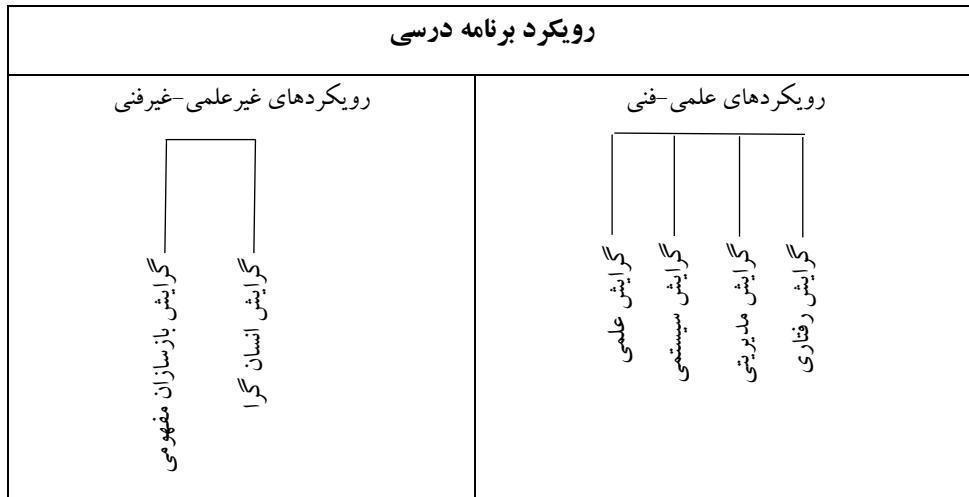 رویکرد برنامه درسی
رویکردهای علمی-فنی
گرایش رفتاری
گرایش مدیریتی
گرایش سیستمی
گرایش علمی
رویکردهای غیرعلمی-غیرفنی
گرایش انسان گرا
گرایش بازسازان مفهومی